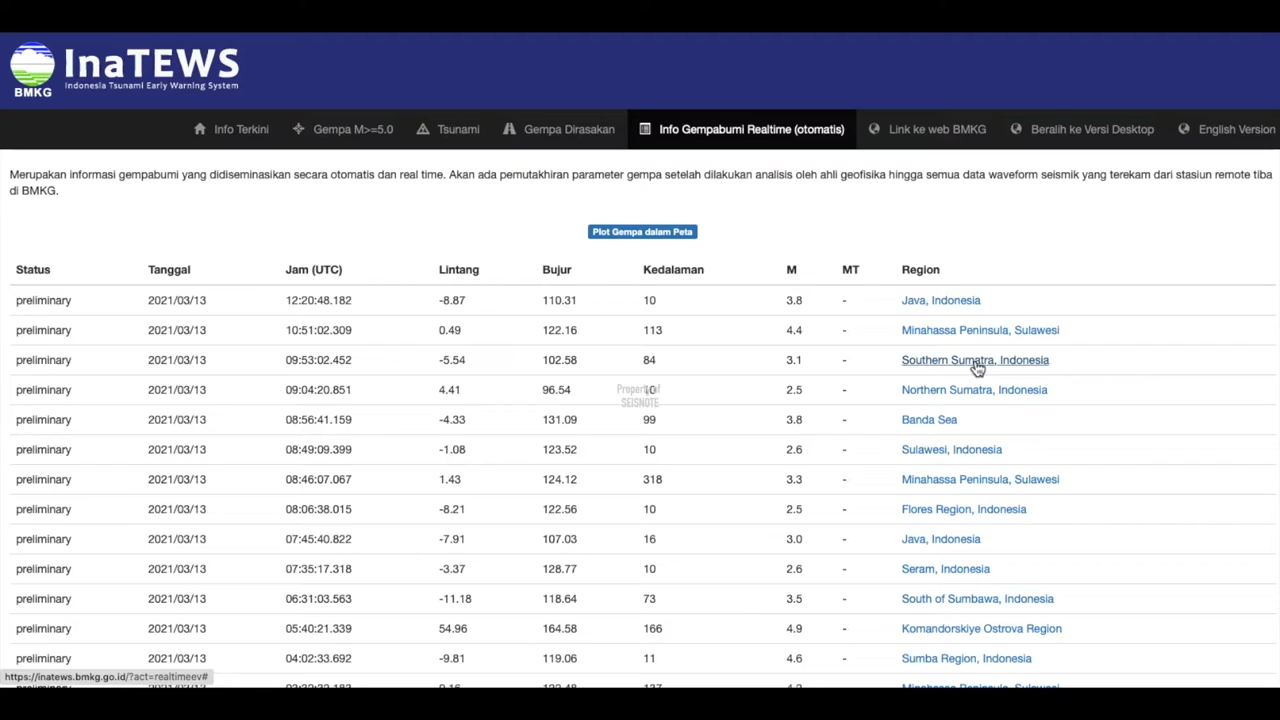 InaTEWS
Indonesia Tsunami Early Warning System
BMKG
Info Terkini Gempa M>=5.0 Tsunami Gempa Dirasakan Info Gempabumi Realtime (otomatis) Link ke web BMKG Beralih ke Versi Desktop English Version
Merupakan informasi gempabumi yang didiseminasikan secara otomatis dan real time. Akan ada pemutakhiran parameter gempa setelah dilakukan analisis oleh ahli geofisika hingga semua data waveform seismik yang terekam dari stasiun remote tiba
di BMKG.
Plot Gempa dalam Peta
Status Tanggal Jam (UTC) Lintang Bujur Kedalaman M MT Region
preliminary 2021/03/13 12:20:48.182 -8.87 110.31 10 3.8 - Java, Indonesia
preliminary 2021/03/13 10:51:02.309 0.49 122.16 113 4.4 - Minahassa Peninsula, Sulawesi
preliminary 2021/03/13 09:53:02.452 -5.54 102.58 84 3.1 - Southern Sumatra, Indonesia
preliminary 2021/03/13 09:04:20.851 4.41 96.54 10 2.5 - Northern Sumatra, Indonesia
Property of
SEISNOTE
preliminary 2021/03/13 08:56:41.159 -4.33 131.09 99 3.8 - Banda Sea
preliminary 2021/03/13 08:49:09.399 -1.08 123.52 10 2.6 - Sulawesi, Indonesia
preliminary 2021/03/13 08:46:07.067 1.43 124.12 318 3.3 - Minahassa Peninsula, Sulawesi
preliminary 2021/03/13 08:06:38.015 -8.21 122.56 10 2.5 - Flores Region, Indonesia
preliminary 2021/03/13 07:45:40.822 -7.91 107.03 16 3.0 - Java, Indonesia
preliminary 2021/03/13 07:35:17.318 -3.37 128.77 10 2.6 - Seram, Indonesia
preliminary 2021/03/13 06:31:03.563 -11.18 118.64 73 3.5 - South of Sumbawa, Indonesia
preliminary 2021/03/13 05:40:21.339 54.96 164.58 166 4.9 - Komandorskiye Ostrova Region
preliminary 2021/03/13 04:02:33.692 -9.81 119.06 11 4.6 - Sumba Region, Indonesia
https://inatews.bmkg.go.id/?act=realtimeev#